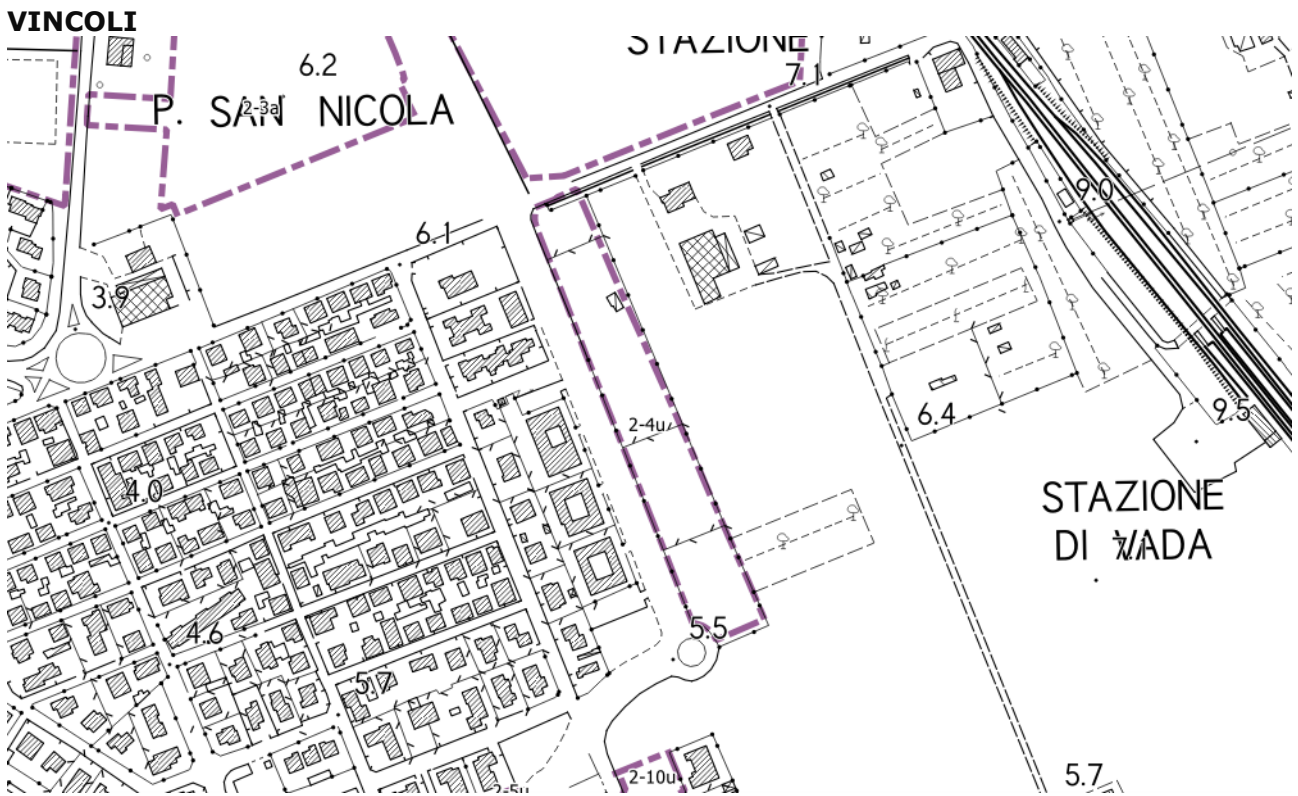 VINCOLI
STAZIONE
6.2
7.1
P. SAN NICOLA
2-3a
9.0
6.1
3.9
6.4
9.5
2-4u
4.0
STAZIONE
DI VADA
4.6
5.5
5.7
5.7
2-10u
2-5u